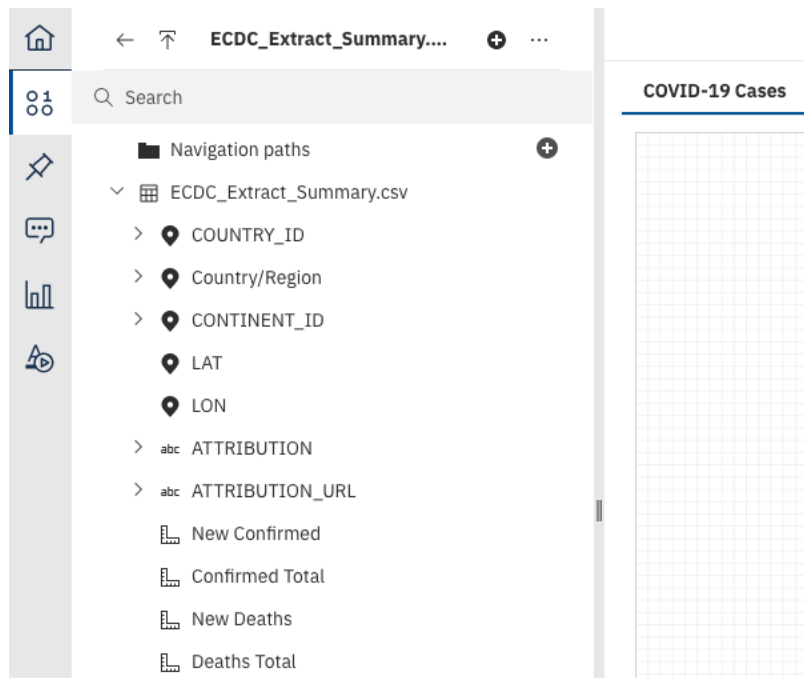 ECDC_Extract_Summary....
Search
COVID-19 Cases
Navigation paths
ECDC_Extract_Summary.csv
COUNTRY_ID
Country/Region
CONTINENT_ID
LAT
LON
abc ATTRIBUTION
abc ATTRIBUTION_URL
New Confirmed
Confirmed Total
New Deaths
Deaths Total